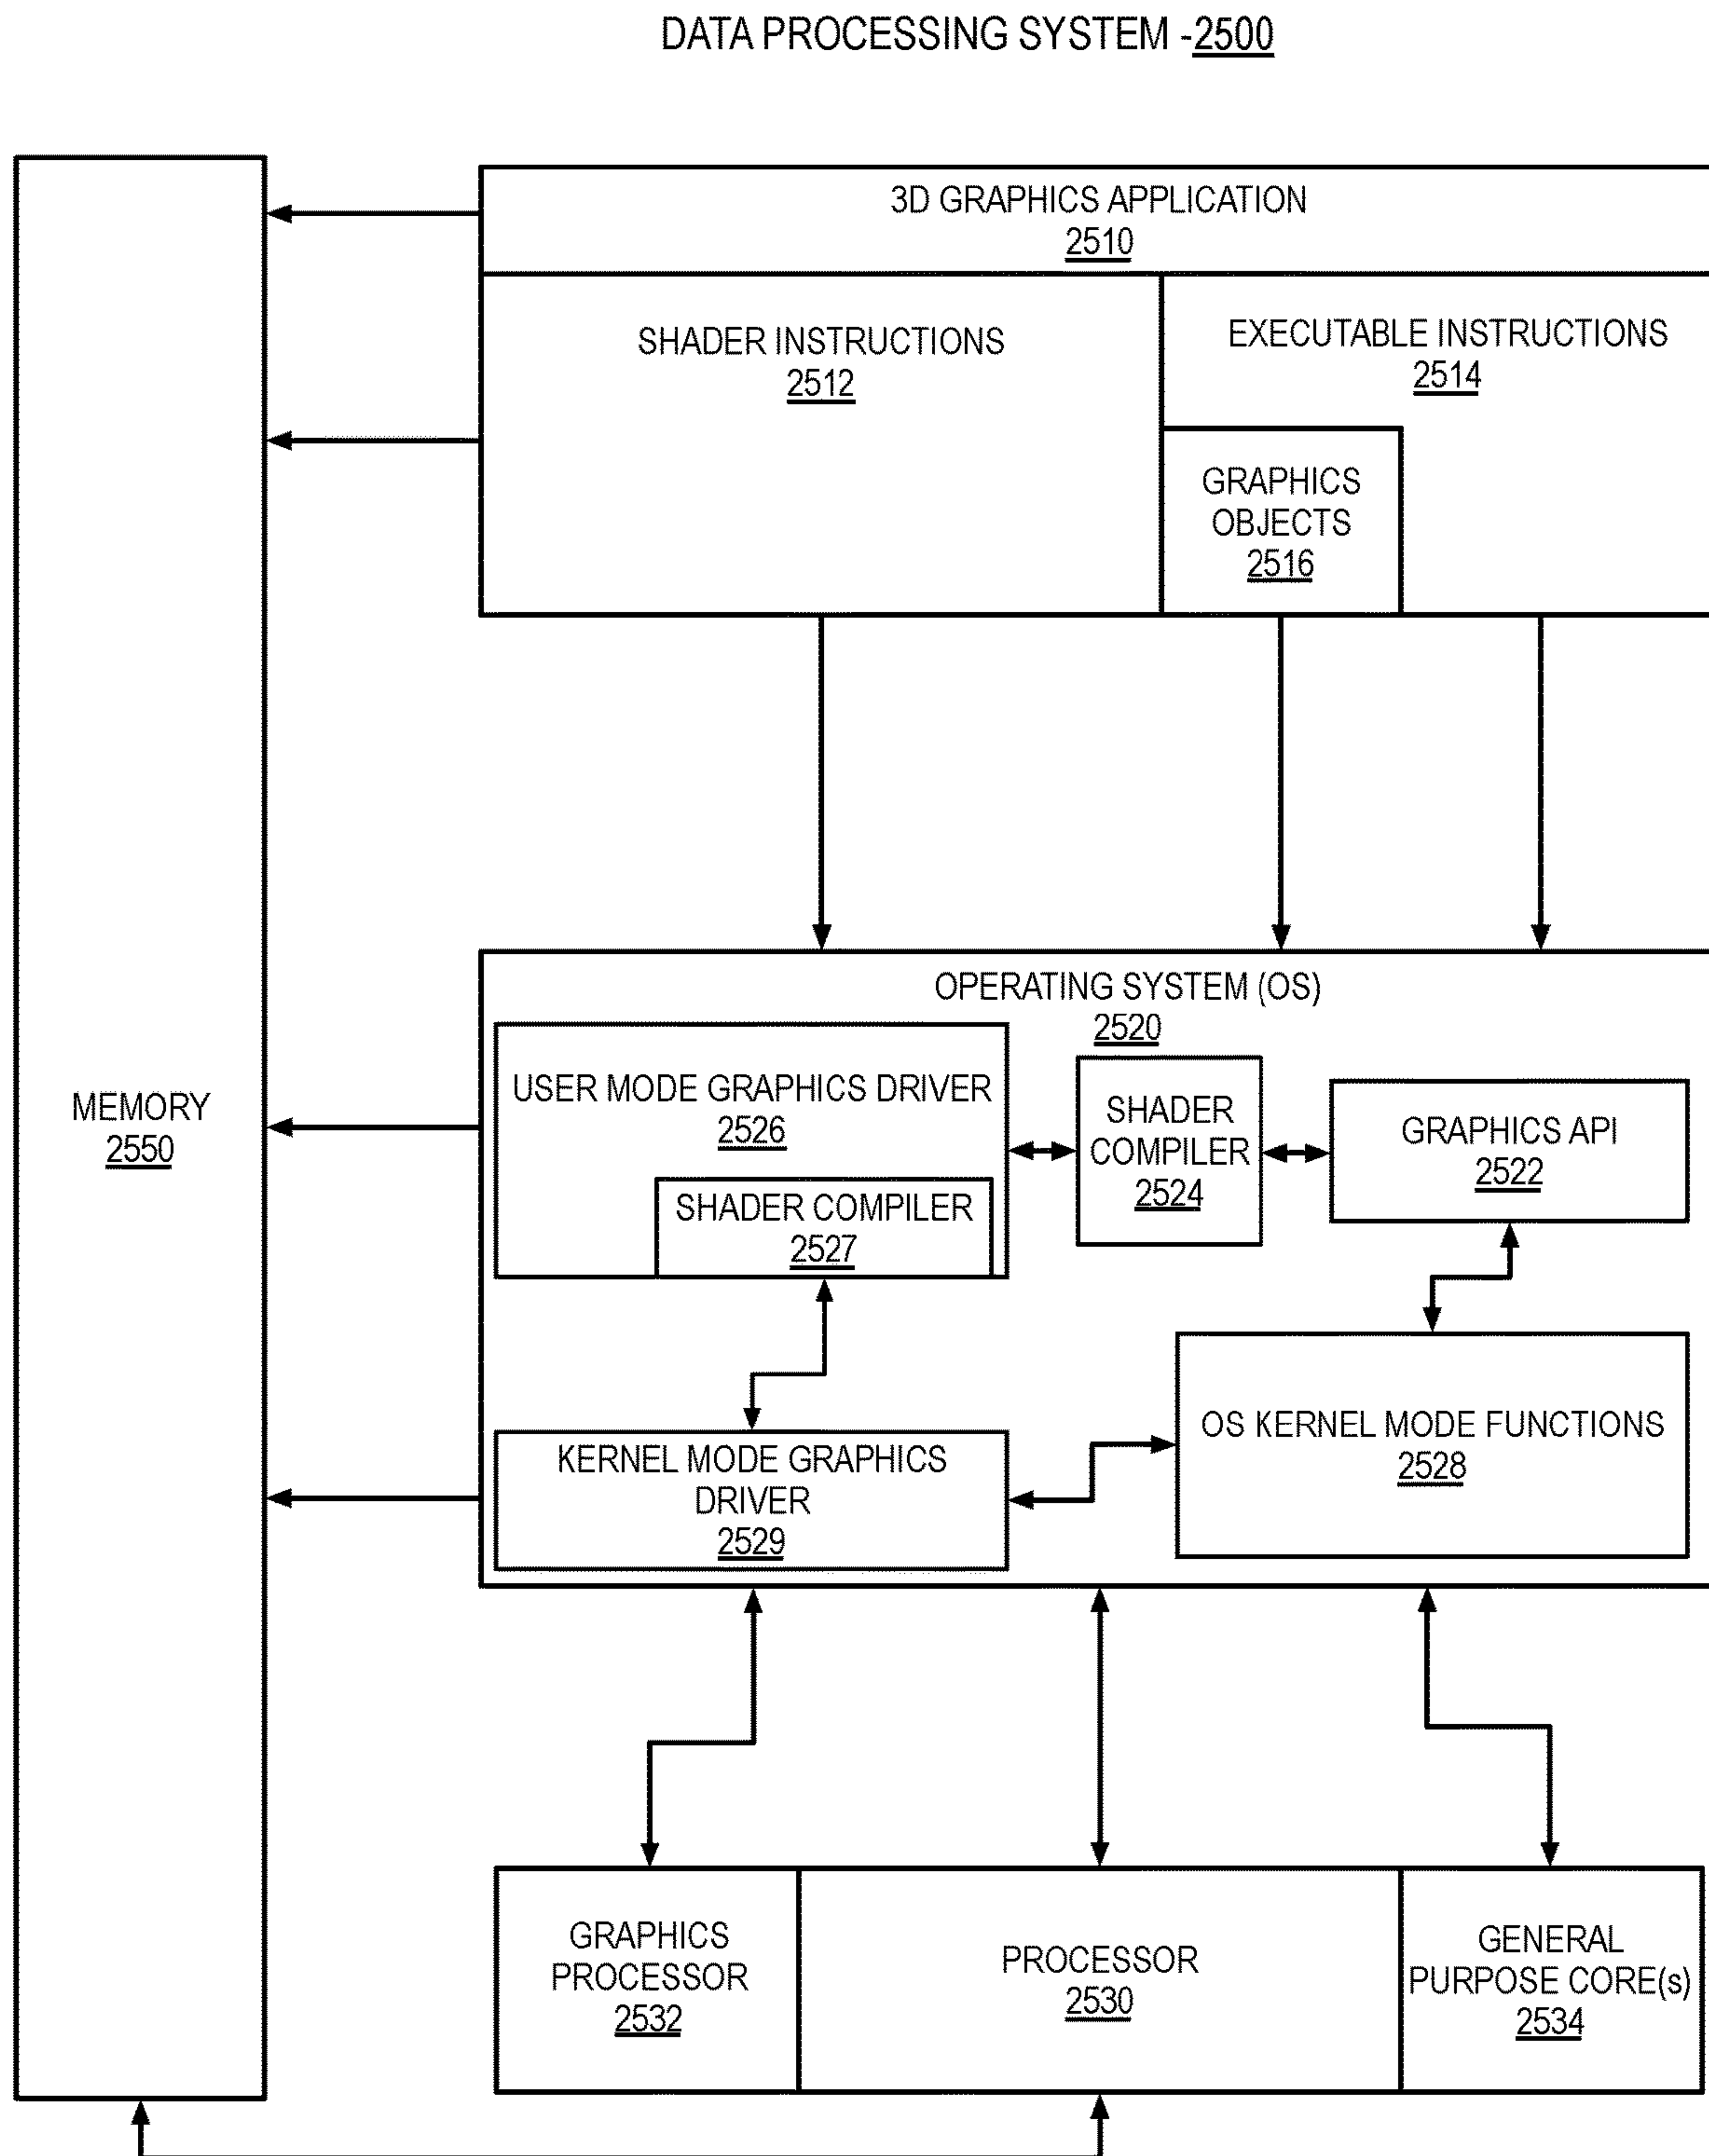 DATA PROCESSING SYSTEM -2500
3D GRAPHICS APPLICATION
2510
SHADER INSTRUCTIONS
2512
EXECUTABLE INSTRUCTIONS
2514
GRAPHICS
OBJECTS
2516
MEMORY
2550
OPERATING SYSTEM (OS)
2520
USER MODE GRAPHICS DRIVER
2526
SHADER COMPILER
2527
SHADER
COMPILER
2524
GRAPHICS API
2522
KERNEL MODE GRAPHICS
DRIVER
2529
OS KERNEL MODE FUNCTIONS
2528
GRAPHICS
PROCESSOR
2532
PROCESSOR
2530
GENERAL
PURPOSE CORE(s)
2534